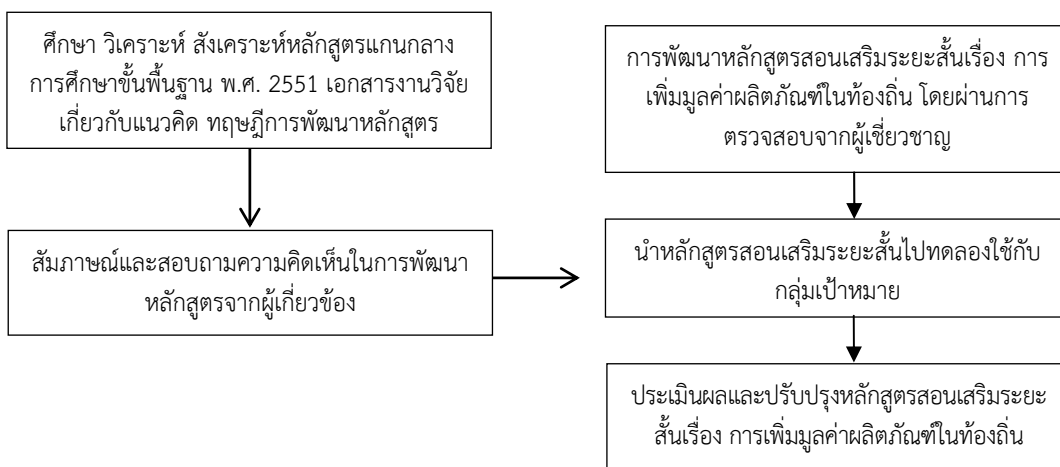 ศึกษา วิเคราะห์ สังเคราะห์หลักสูตรแกนกลาง
การศึกษาขั้นพื้นฐาน พ.ศ. 2551 เอกสารงานวิจัย
เกี่ยวกับแนวคิด ทฤษฎีการพัฒนาหลักสูตร
สัมภาษณ์และสอบถามความคิดเห็นในการพัฒนา
หลักสูตรจากผู้เกี่ยวข้อง
การพัฒนาหลักสูตรสอนเสริมระยะสั้นเรื่อง การ
เพิ่มมูลค่าผลิตภัณฑ์ในท้องถิ่น โดยผ่านการ
ตรวจสอบจากผู้เชี่ยวชาญ
นำหลักสูตรสอนเสริมระยะสั้นไปทดลองใช้กับ
กลุ่มเป้าหมาย
ประเมินผลและปรับปรุงหลักสูตรสอนเสริมระยะ
สั้นเรื่อง การเพิ่มมูลค่าผลิตภัณฑ์ในท้องถิ่น